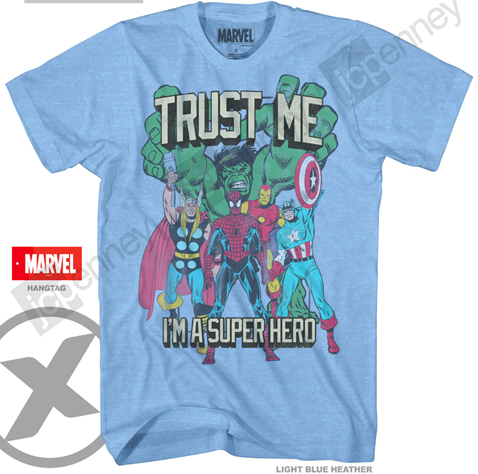 MARVEL
jcpenney
TRUST ME
MARVEL
HANGTAG
jcpenney
I'M A SUPER HERO
jcpenney
LIGHT BLUE HEATHER